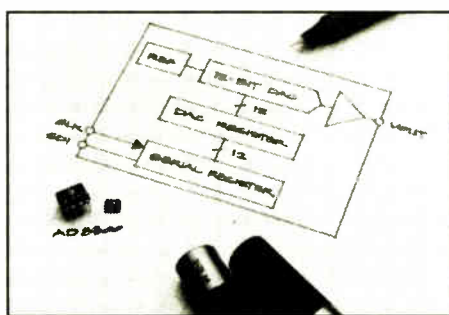 REF
12-BIT DAC
12
VOUT
DAC REGISTER
12
CLK
SDI
SERIAL REGISTER